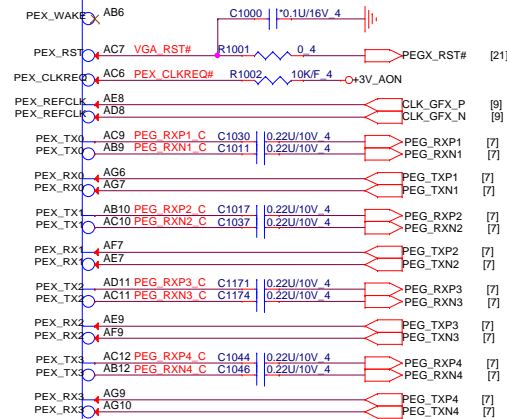 PEX_WAKE AB6 C1000 *0.1U/16V_4
PEX_RST AC7 VGA_RST# R1001 0_4 PEGX_RST# [21]
PEX_CLKREQ AC6 PEX_CLKREQ# R1002 10K/F_4 +3V_AON
PEX_REFCLK AE8 CLK_GFX_P [9]
PEX_REFCLK AD8 CLK_GFX_N [9]
PEX_TX0 AC9 PEG_RXP1_C C1030 0.22U/10V_4 PEG_RXP1 [7]
PEX_TX0 AB9 PEG_RXN1_C C1011 0.22U/10V_4 PEG_RXN1 [7]
PEX_RX0 AG6 PEG_TXP1 [7]
PEX_RX0 AG7 PEG_TXN1 [7]
PEX_TX1 AB10 PEG_RXP2_C C1017 0.22U/10V_4 PEG_RXP2 [7]
PEX_TX1 AC10 PEG_RXN2_C C1037 0.22U/10V_4 PEG_RXN2 [7]
PEX_RX1 AF7 PEG_TXP2 [7]
PEX_RX1 AE7 PEG_TXN2 [7]
PEX_TX2 AD11 PEG_RXP3_C C1171 0.22U/10V_4 PEG_RXP3 [7]
PEX_TX2 AC11 PEG_RXN3_C C1174 0.22U/10V_4 PEG_RXN3 [7]
PEX_RX2 AE9 PEG_TXP3 [7]
PEX_RX2 AF9 PEG_TXN3 [7]
PEX_TX3 AC12 PEG_RXP4_C C1044 0.22U/10V_4 PEG_RXP4 [7]
PEX_TX3 AB12 PEG_RXN4_C C1046 0.22U/10V_4 PEG_RXN4 [7]
PEX_RX3 AG9 PEG_TXP4 [7]
PEX_RX3 AG10 PEG_TXN4 [7]